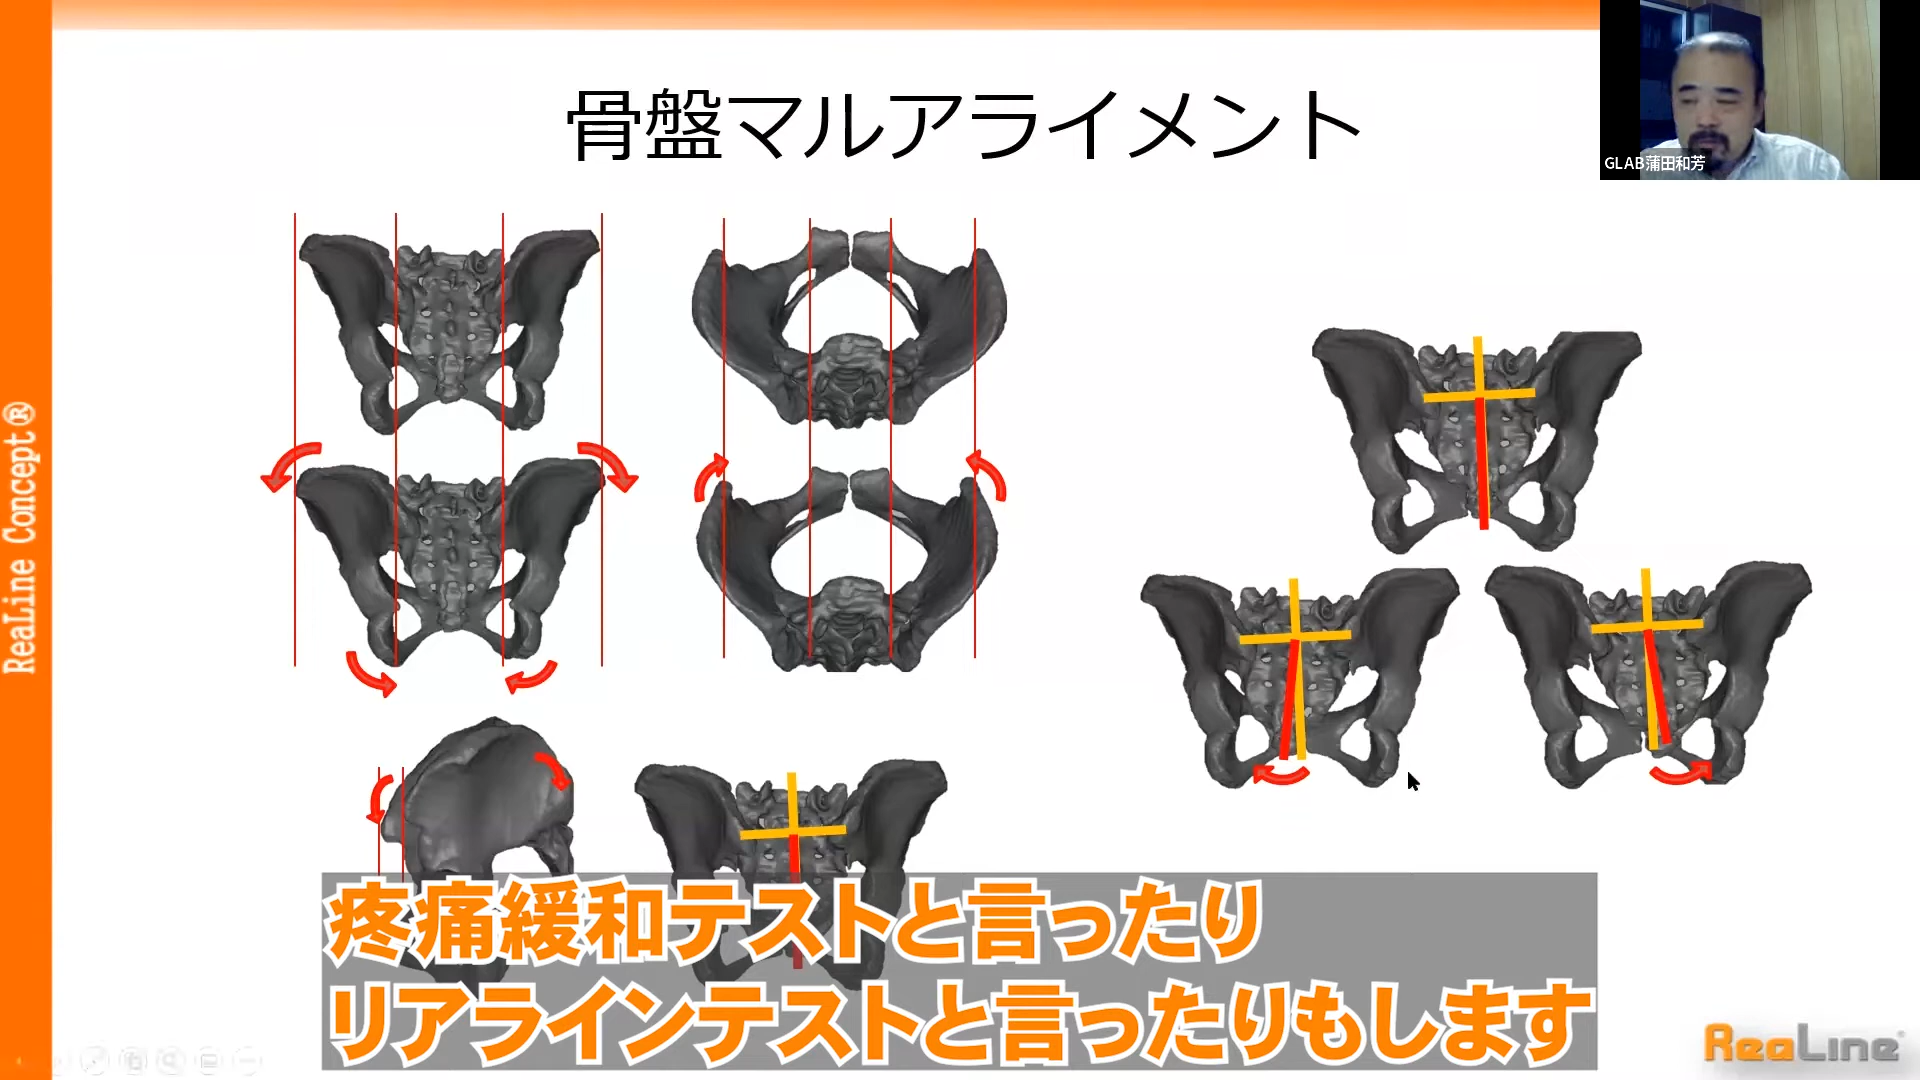 骨盤マルアライメント
GLAB蒲田和芳
ReaLine Concept®
疼痛緩和テストと言ったり
リアラインテストと言ったりもします
ReaLine®